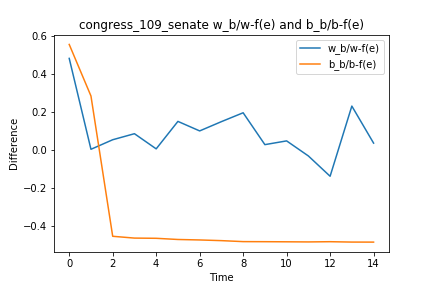 congress_109_senate w_b/w-f(e) and b_b/b-f(e)
w_b/w-f(e)
b_b/b-f(e)
Difference
0.6
0.4
0.2
0.0
−0.2
−0.4
0 2 4 6 8 10 12 14
Time